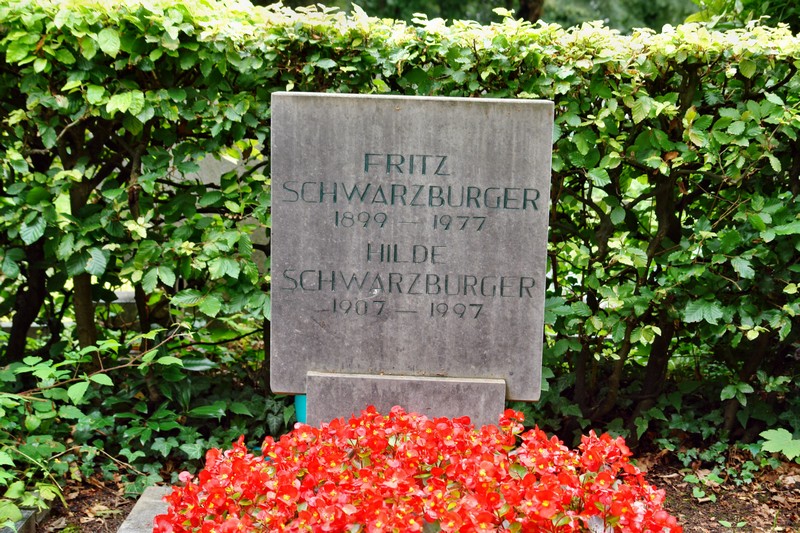 FRITZ
SCHWARZBURGER
1899 – 1977
HILDE
SCHWARZBURGER
1907 – 1997